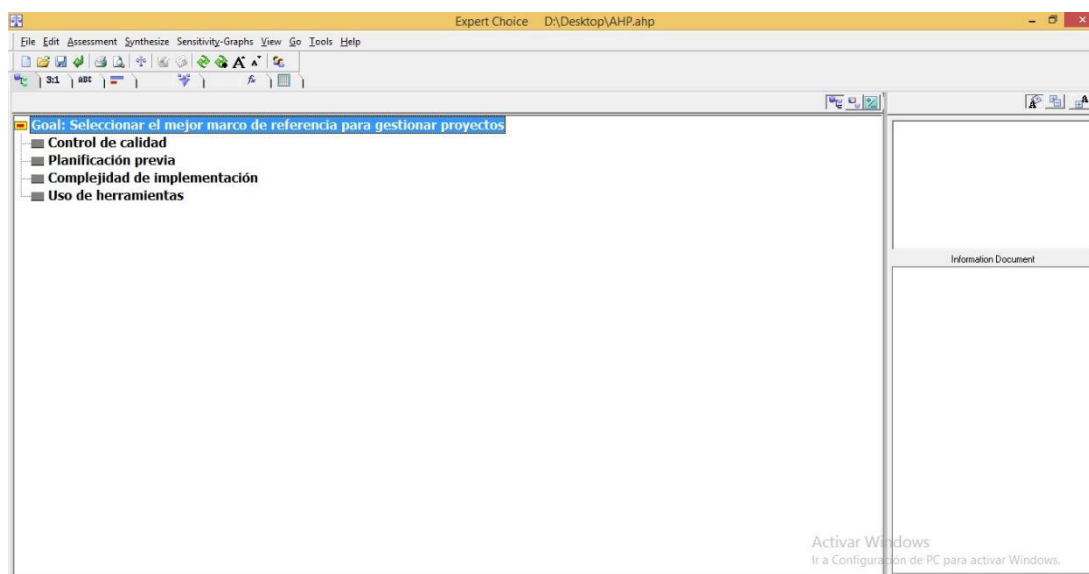 Expert Choice D:\Desktop\AHP.ahp
File Edit Assessment Synthesize Sensitivity-Graphs View Go Tools Help
3:1 ABC
Goal: Seleccionar el mejor marco de referencia para gestionar proyectos
Control de calidad
Planificación previa
Complejidad de implementación
Uso de herramientas
Information Document
Activar Windows
Ir a Configuración de PC para activar Windows.